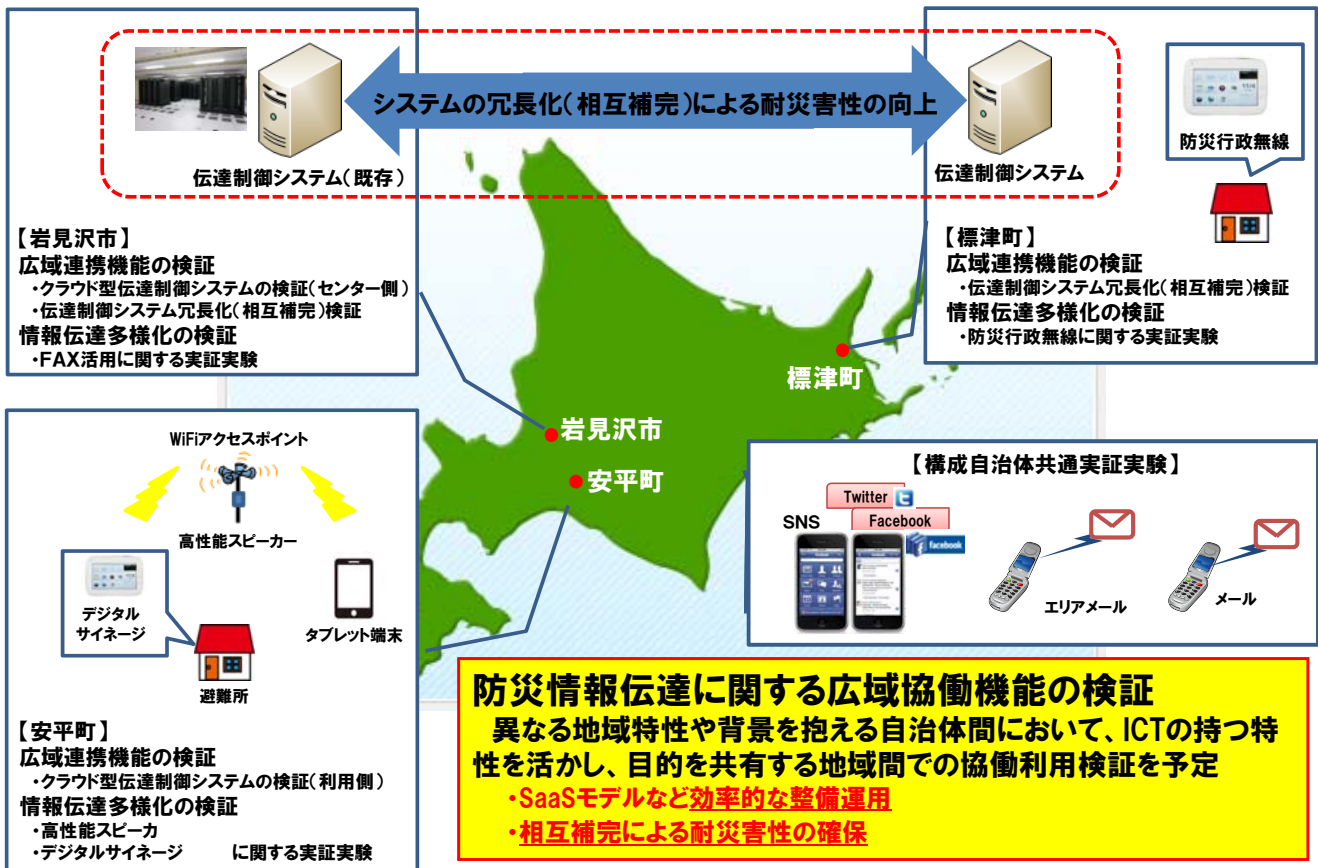 システムの冗長化(相互補完)による耐災害性の向上
伝達制御システム(既存)
【岩見沢市】
広域連携機能の検証
・クラウド型伝達制御システムの検証(センター側)
・伝達制御システム冗長化(相互補完)検証
情報伝達多様化の検証
・FAX活用に関する実証実験
伝達制御システム
防災行政無線
【標津町】
広域連携機能の検証
・伝達制御システム冗長化(相互補完)検証
情報伝達多様化の検証
・防災行政無線に関する実証実験
標津町
岩見沢市
安平町
WiFiアクセスポイント
高性能スピーカー
デジタル
サイネージ
タブレット端末
避難所
【安平町】
広域連携機能の検証
・クラウド型伝達制御システムの検証(利用側)
情報伝達多様化の検証
・高性能スピーカ
・デジタルサイネージ に関する実証実験
【構成自治体共通実証実験】
Twitter
SNS
Facebook
facebook
エリアメール
メール
防災情報伝達に関する広域協働機能の検証
異なる地域特性や背景を抱える自治体間において、ICTの持つ特
性を活かし、目的を共有する地域間での協働利用検証を予定
・SaaSモデルなど効率的な整備運用
・相互補完による耐災害性の確保